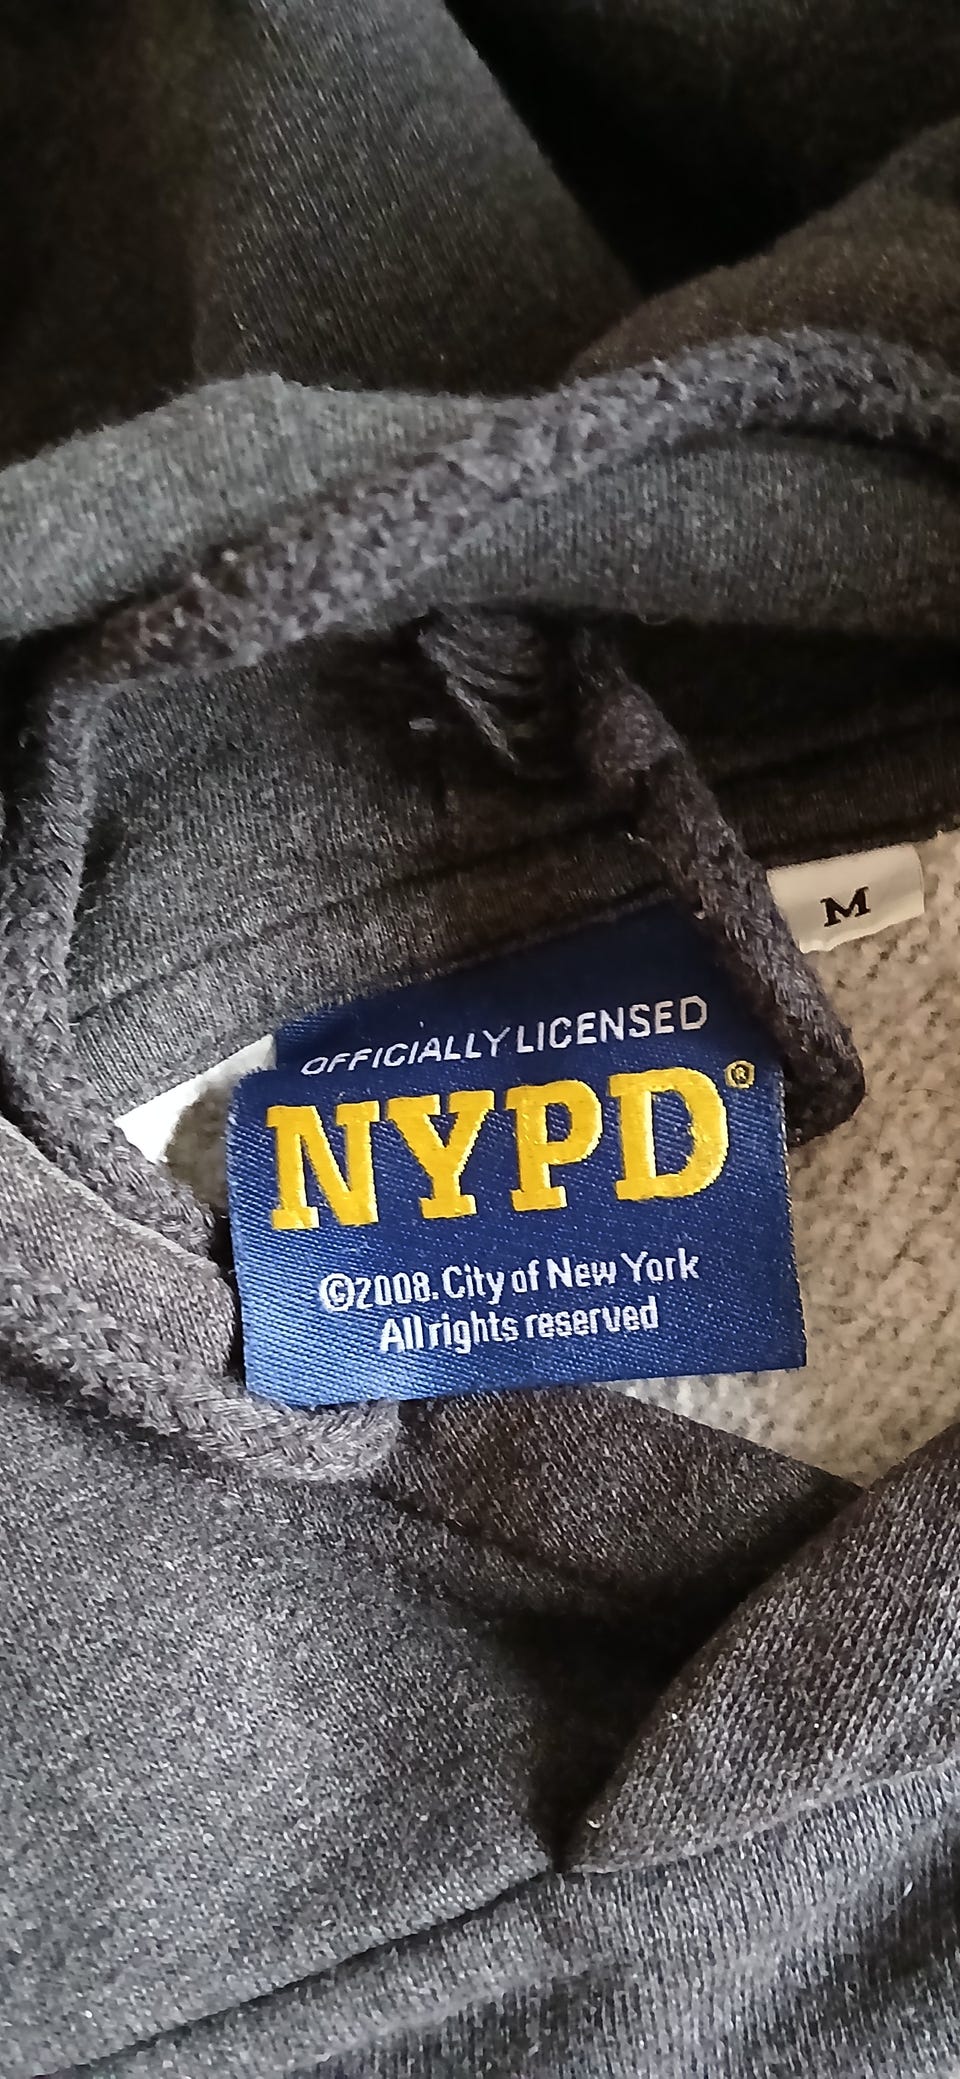 M
OFFICIALLY LICENSED
NYPD®
©2008. City of New York
All rights reserved